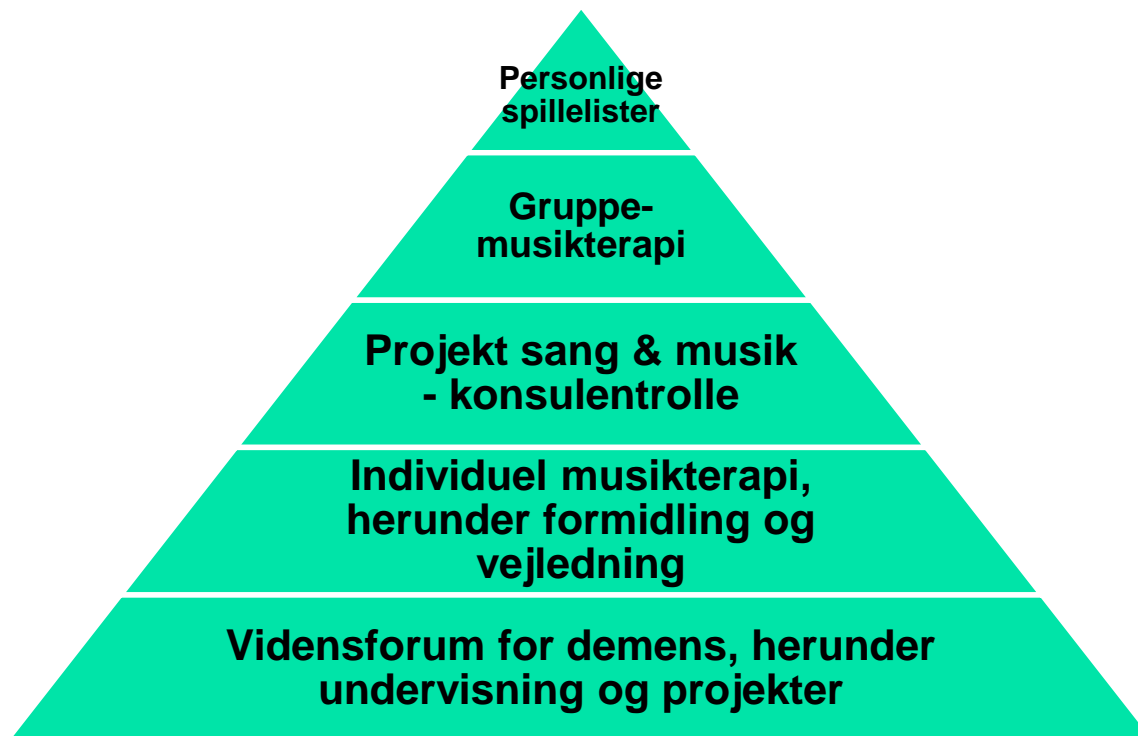 Personlige
spillelister
Gruppe-
musikterapi
Projekt sang & musik
- konsulentrolle
Individuel musikterapi,
herunder formidling og
vejledning
Vidensforum for demens, herunder
undervisning og projekter